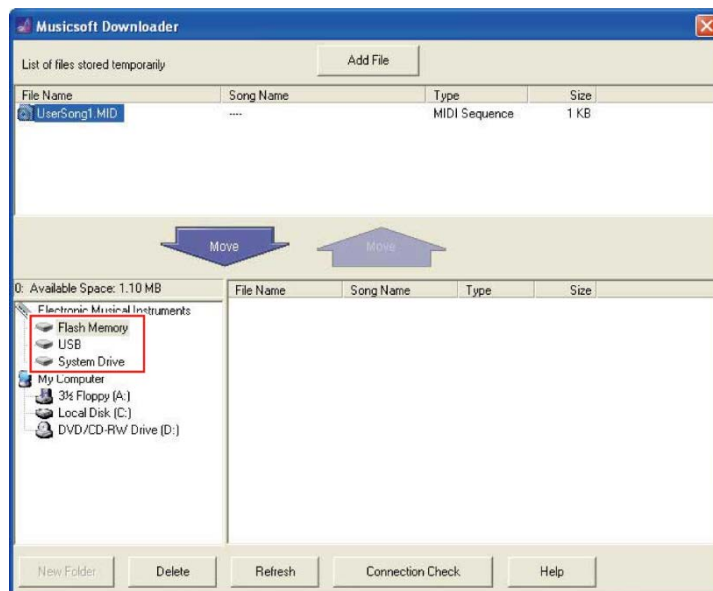 Musicsoft Downloader
List of files stored temporarily
Add File
File Name Song Name Type Size
UserSong1.MID ---- MIDI Sequence 1 KB
Move Move
0: Available Space: 1.10 MB
File Name Song Name Type Size
Electronic Musical Instruments
Flash Memory
USB
System Drive
My Computer
3½ Floppy (A:)
Local Disk (C:)
DVD/CD-RW Drive (D:)
New Folder Delete Refresh Connection Check Help